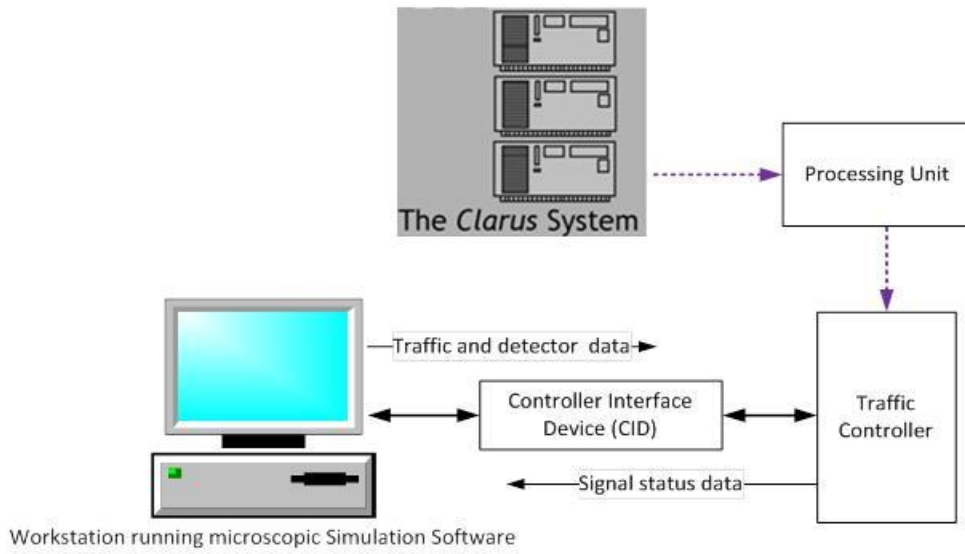 The Clarus System
Processing Unit
Traffic and detector data
Controller Interface
Device (CID)
Traffic
Controller
Signal status data
Workstation running microscopic Simulation Software